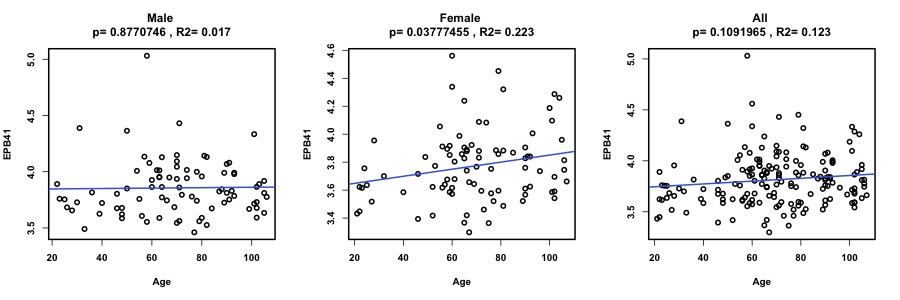 Male
p= 0.8770746 , R2= 0.017
EPB41
5.0
4.5
4.0
3.5
20 40 60 80 100
Age
Female
p= 0.03777455 , R2= 0.223
EPB41
4.6
4.4
4.2
4.0
3.8
3.6
3.4
20 40 60 80 100
Age
All
p= 0.1091965 , R2= 0.123
EPB41
5.0
4.5
4.0
3.5
20 40 60 80 100
Age